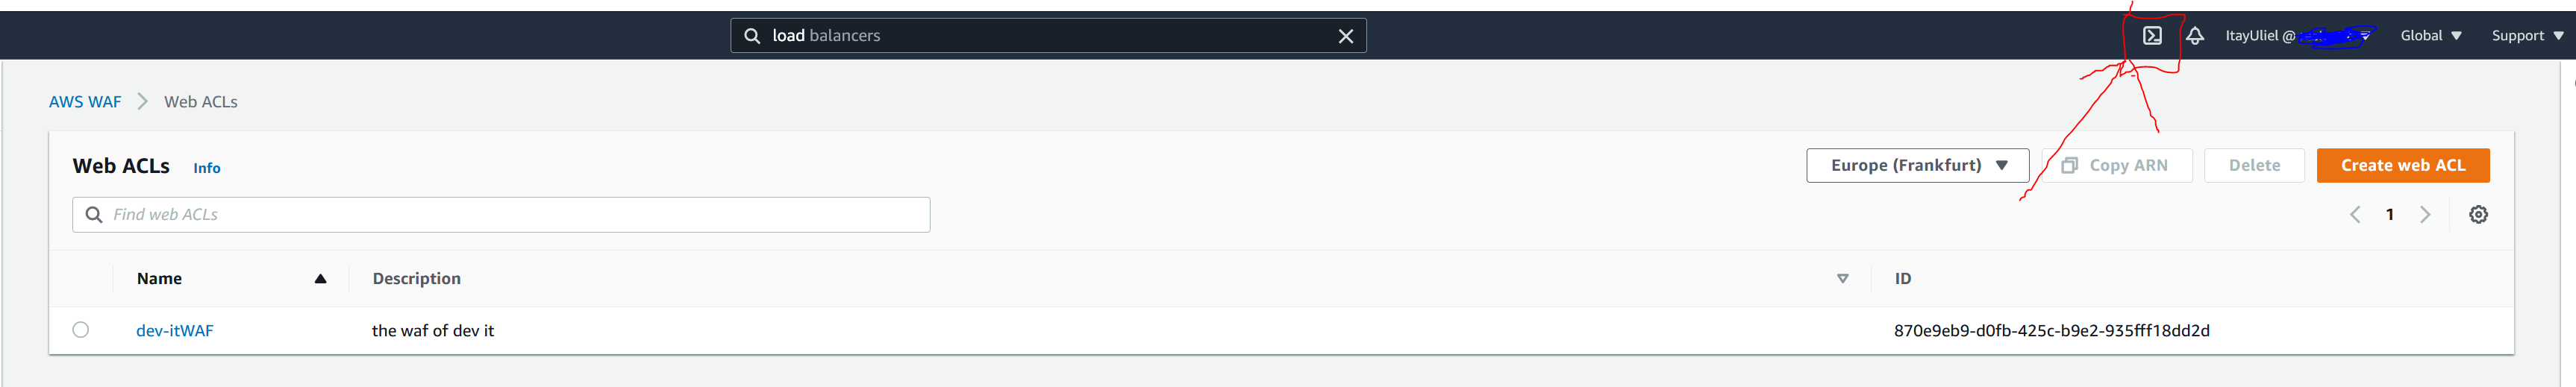 load balancers
ItayUliel @
Global
Support
AWS WAF
Web ACLs
Web ACLs
Info
Europe (Frankfurt)
Copy ARN
Delete
Create web ACL
Find web ACLs
1
Name
Description
ID
dev-itWAF
the waf of dev it
870e9eb9-d0fb-425c-b9e2-935fff18dd2d